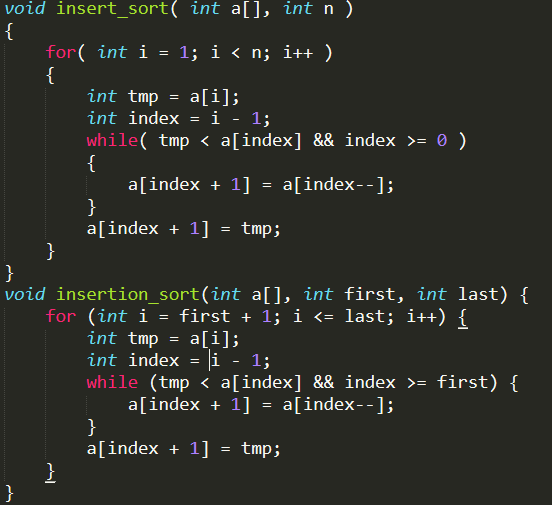 void insert_sort( int a[], int n )
{
    for( int i = 1; i < n; i++ )
    {
        int tmp = a[i];
        int index = i - 1;
        while( tmp < a[index] && index >= 0 )
        {
            a[index + 1] = a[index--];
        }
        a[index + 1] = tmp;
    }
}
void insertion_sort(int a[], int first, int last) {
    for (int i = first + 1; i <= last; i++) {
        int tmp = a[i];
        int index = i - 1;
        while (tmp < a[index] && index >= first) {
            a[index + 1] = a[index--];
        }
        a[index + 1] = tmp;
    }
}